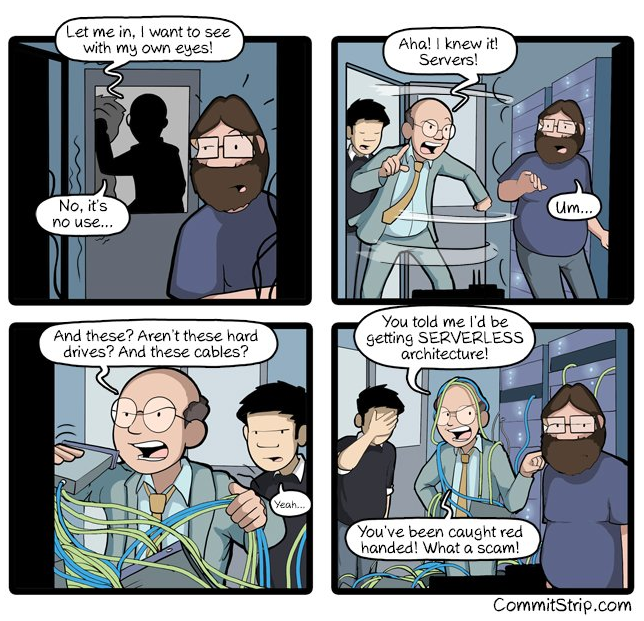 Let me in, I want to see
with my own eyes!
No, it's
no use...
Aha! I knew it!
Servers!
Um...
And these? Aren't these hard
drives? And these cables?
Yeah...
You told me I'd be
getting SERVERLESS
architecture!
You've been caught red
handed! What a scam!
CommitStrip.com